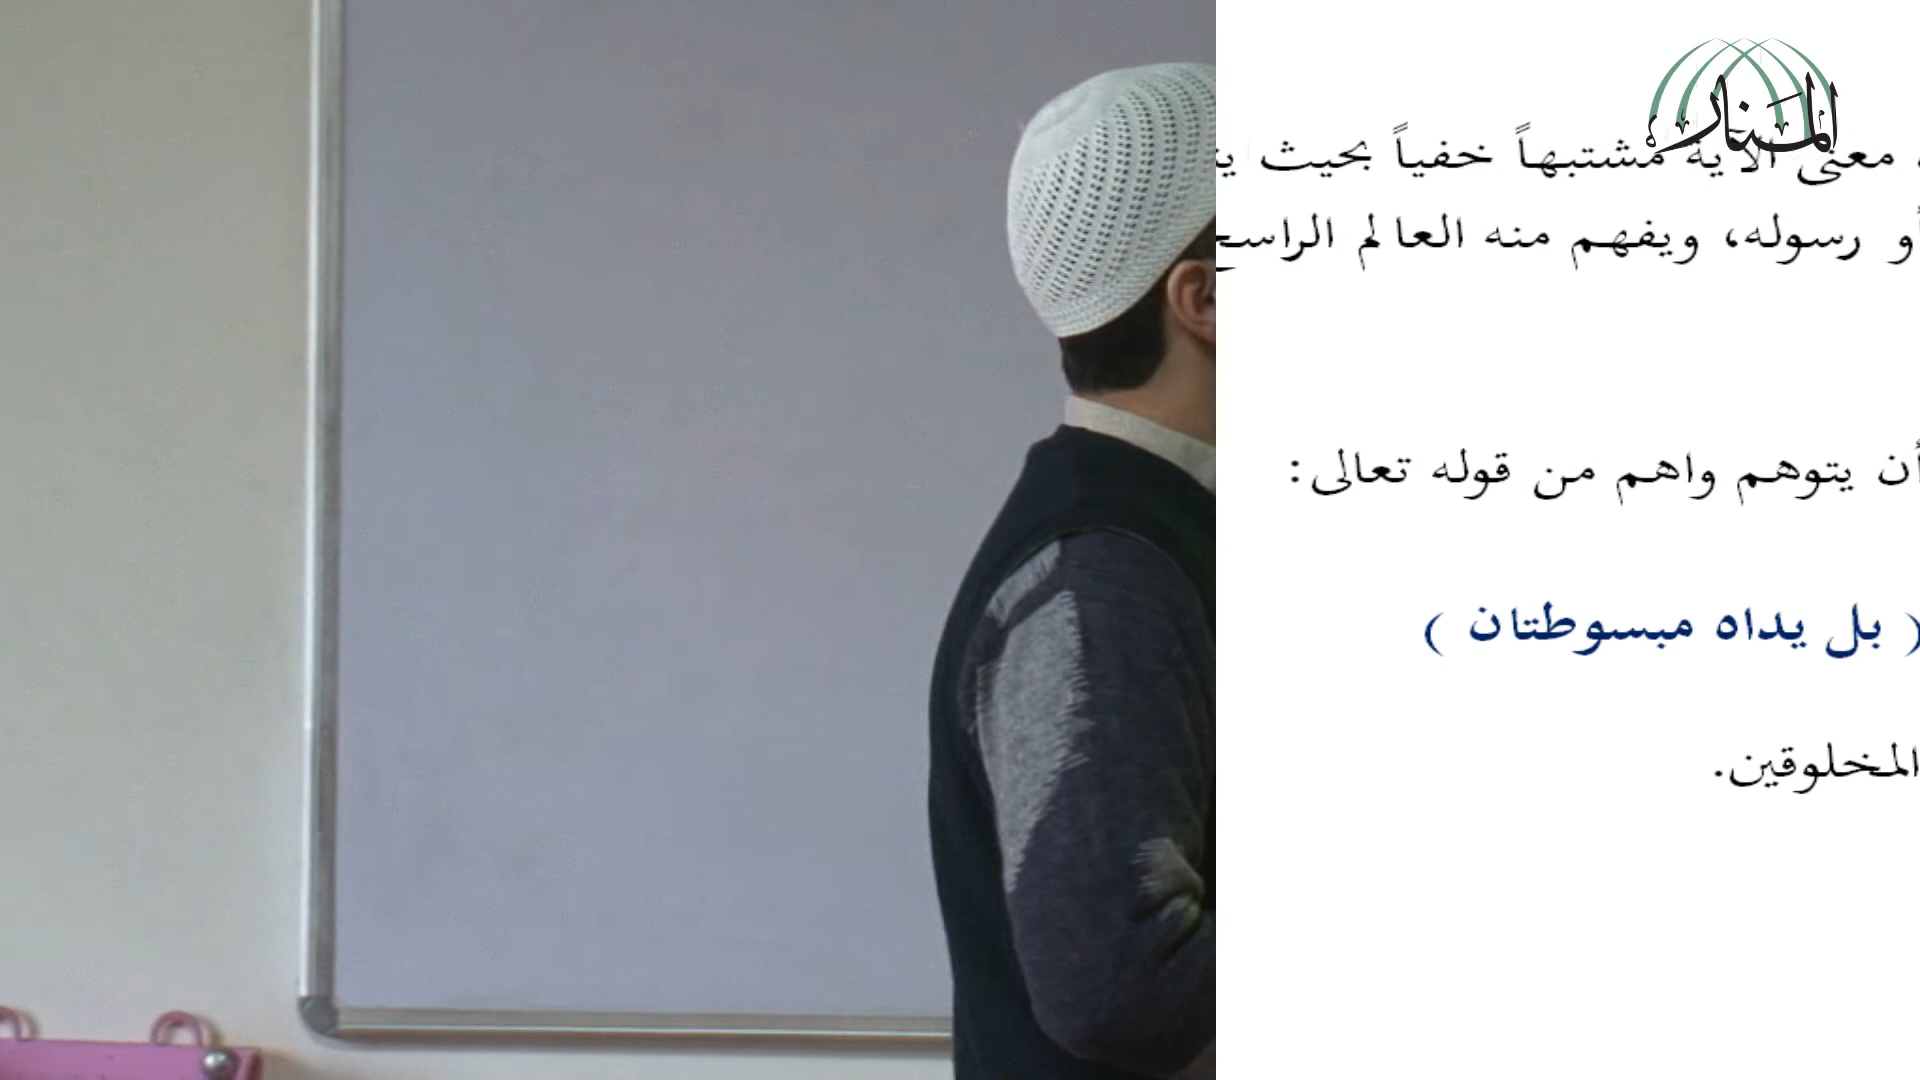 المنار
معنى الآية مشتبهاً خفياً بحيث
أو رسوله، ويفهم منه العالم
أن يتوهم واهم من قوله تعالى:
( بل يداه مبسوطتان )
المخلوقين.